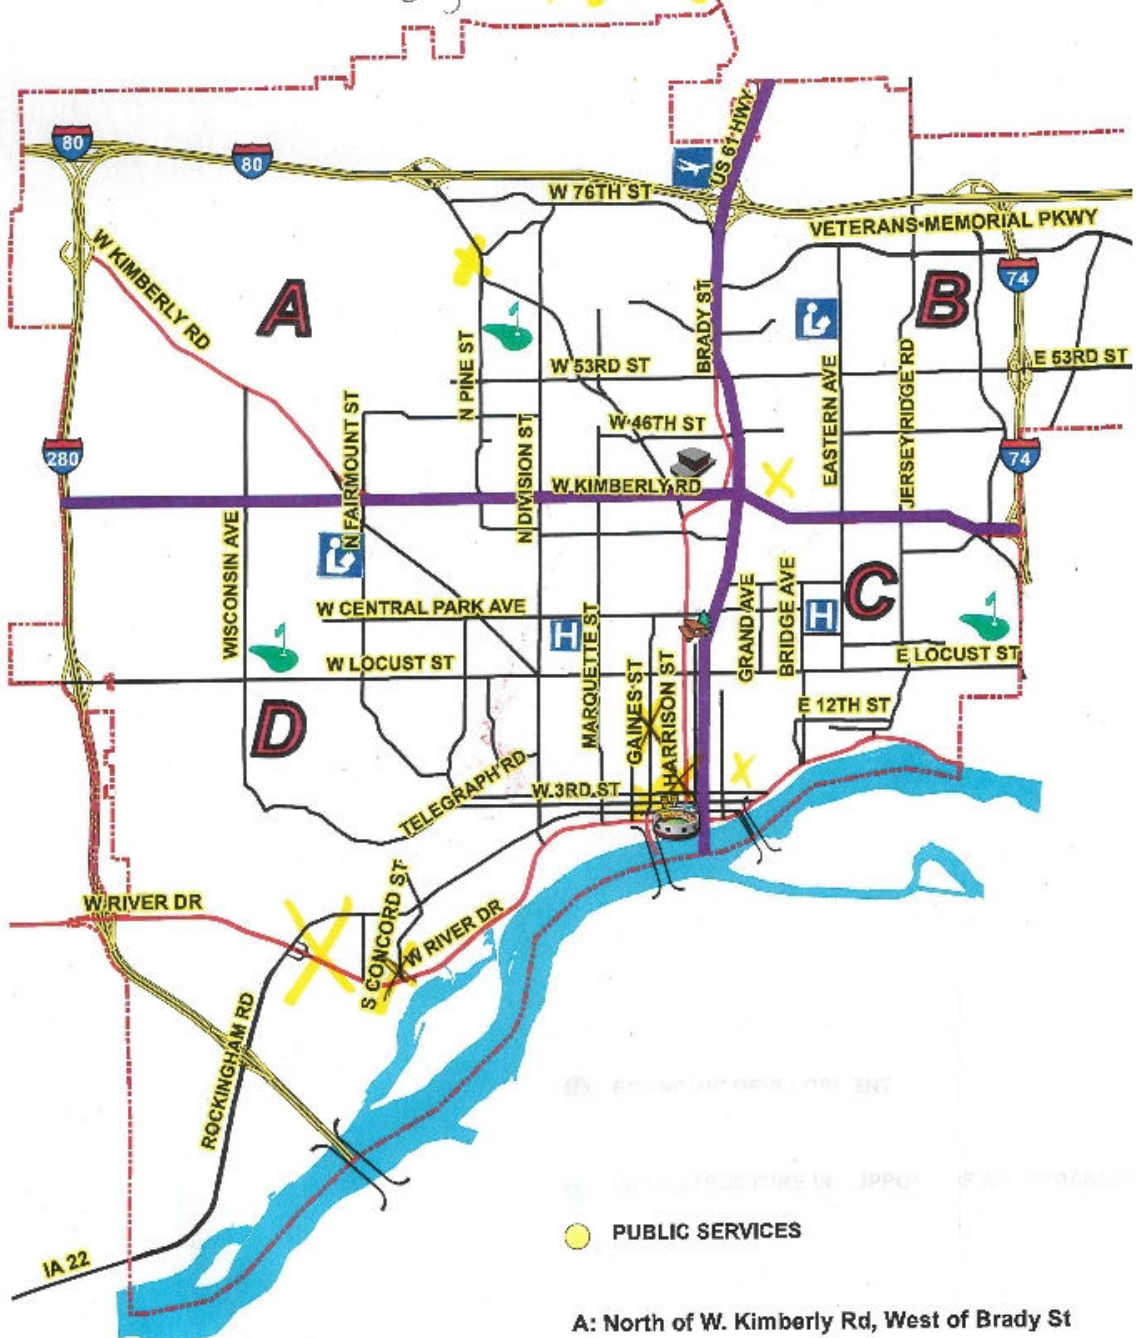 80
80
US 61 HWY
W 76TH ST
VETERANS MEMORIAL PKWY
W KIMBERLY RD
A
B
74
BRADY ST
N PINE ST
W 53RD ST
E 53RD ST
EASTERN AVE
JERSEY RIDGE RD
N FAIRMOUNT ST
W 46TH ST
N DIVISION ST
280
74
W KIMBERLY RD
WISCONSIN AVE
C
W CENTRAL PARK AVE
H
H
MARQUETTE ST
GRAND AVE
BRIDGE AVE
W LOCUST ST
E LOCUST ST
GAINES ST
HARRISON ST
D
E 12TH ST
TELEGRAPH RD
W 3RD ST
W RIVER DR
S CONCORD ST
W RIVER DR
ROCKINGHAM RD
IA 22
PUBLIC SERVICES
A: North of W. Kimberly Rd, West of Brady St